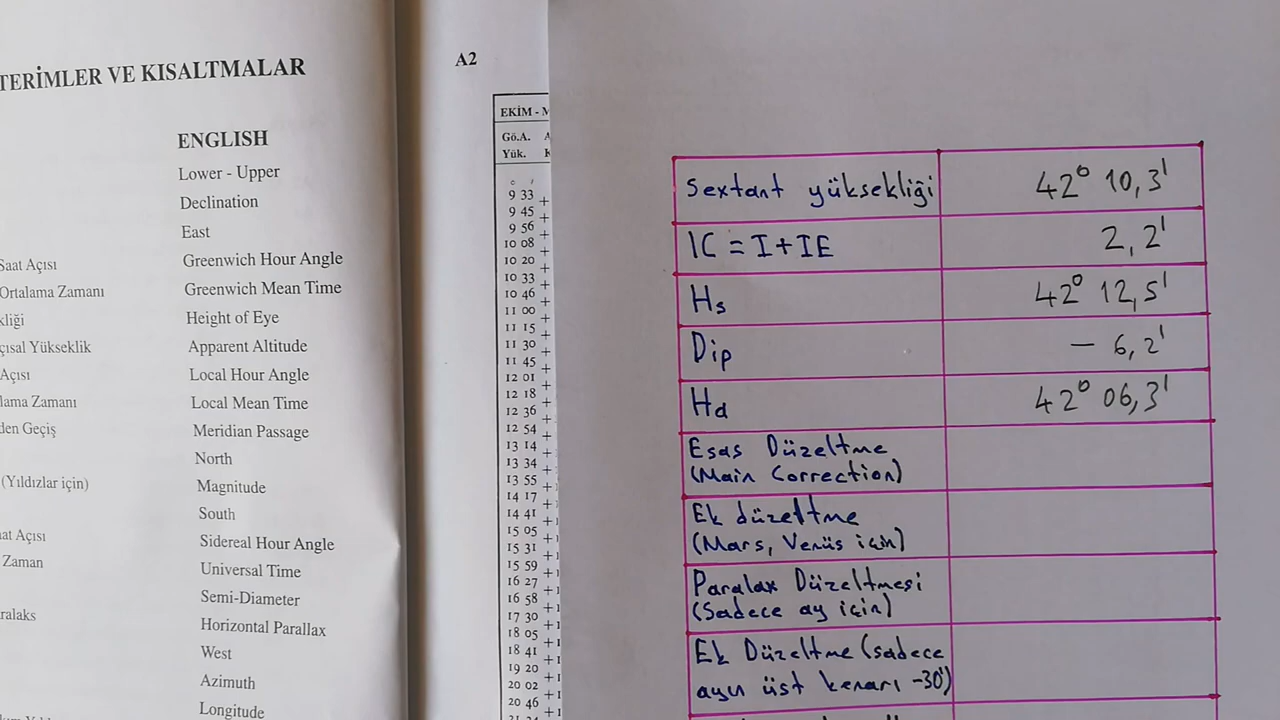 TERİMLER VE KISALTMALAR
ENGLISH
Lower - Upper
Declination
East
Saat Açısı Greenwich Hour Angle
Ortalama Zamanı Greenwich Mean Time
Height of Eye
Yükseklik Apparent Altitude
Açısı Local Hour Angle
Zamanı Local Mean Time
Geçiş Meridian Passage
North
(Yıldızlar için) Magnitude
South
Açısı Sidereal Hour Angle
Zaman Universal Time
Semi-Diameter
Horizontal Parallax
West
Azimuth
Longitude
A2
EKİM -
Gö.A.
Yük.
o ı
9 33 +
9 45 +
9 56 +
10 08 +
10 20 +
10 33 +
10 46 +
11 00 +
11 15 +
11 30 +
11 45 +
12 01 +
12 18 +
12 36 +
12 54 +
13 14 +
13 34 +
13 55 +
14 17 +
14 41 +
15 05 +
15 31 +
15 59 +
16 27 +
16 58 +
17 30 +
18 05 +
18 41 +
19 20 +
20 02 +
20 46 +
Sextant yüksekliği 42° 10,3'
IC = I+IE 2,2'
Hs 42° 12,5'
Dip - 6,2'
Hd 42° 06,3'
Esas Düzeltme
(Main Correction)
Ek düzeltme
(Mars, Venüs için)
Paralax Düzeltmesi
(Sadece ay için)
Ek Düzeltme (sadece
ayın üst kenarı -30')